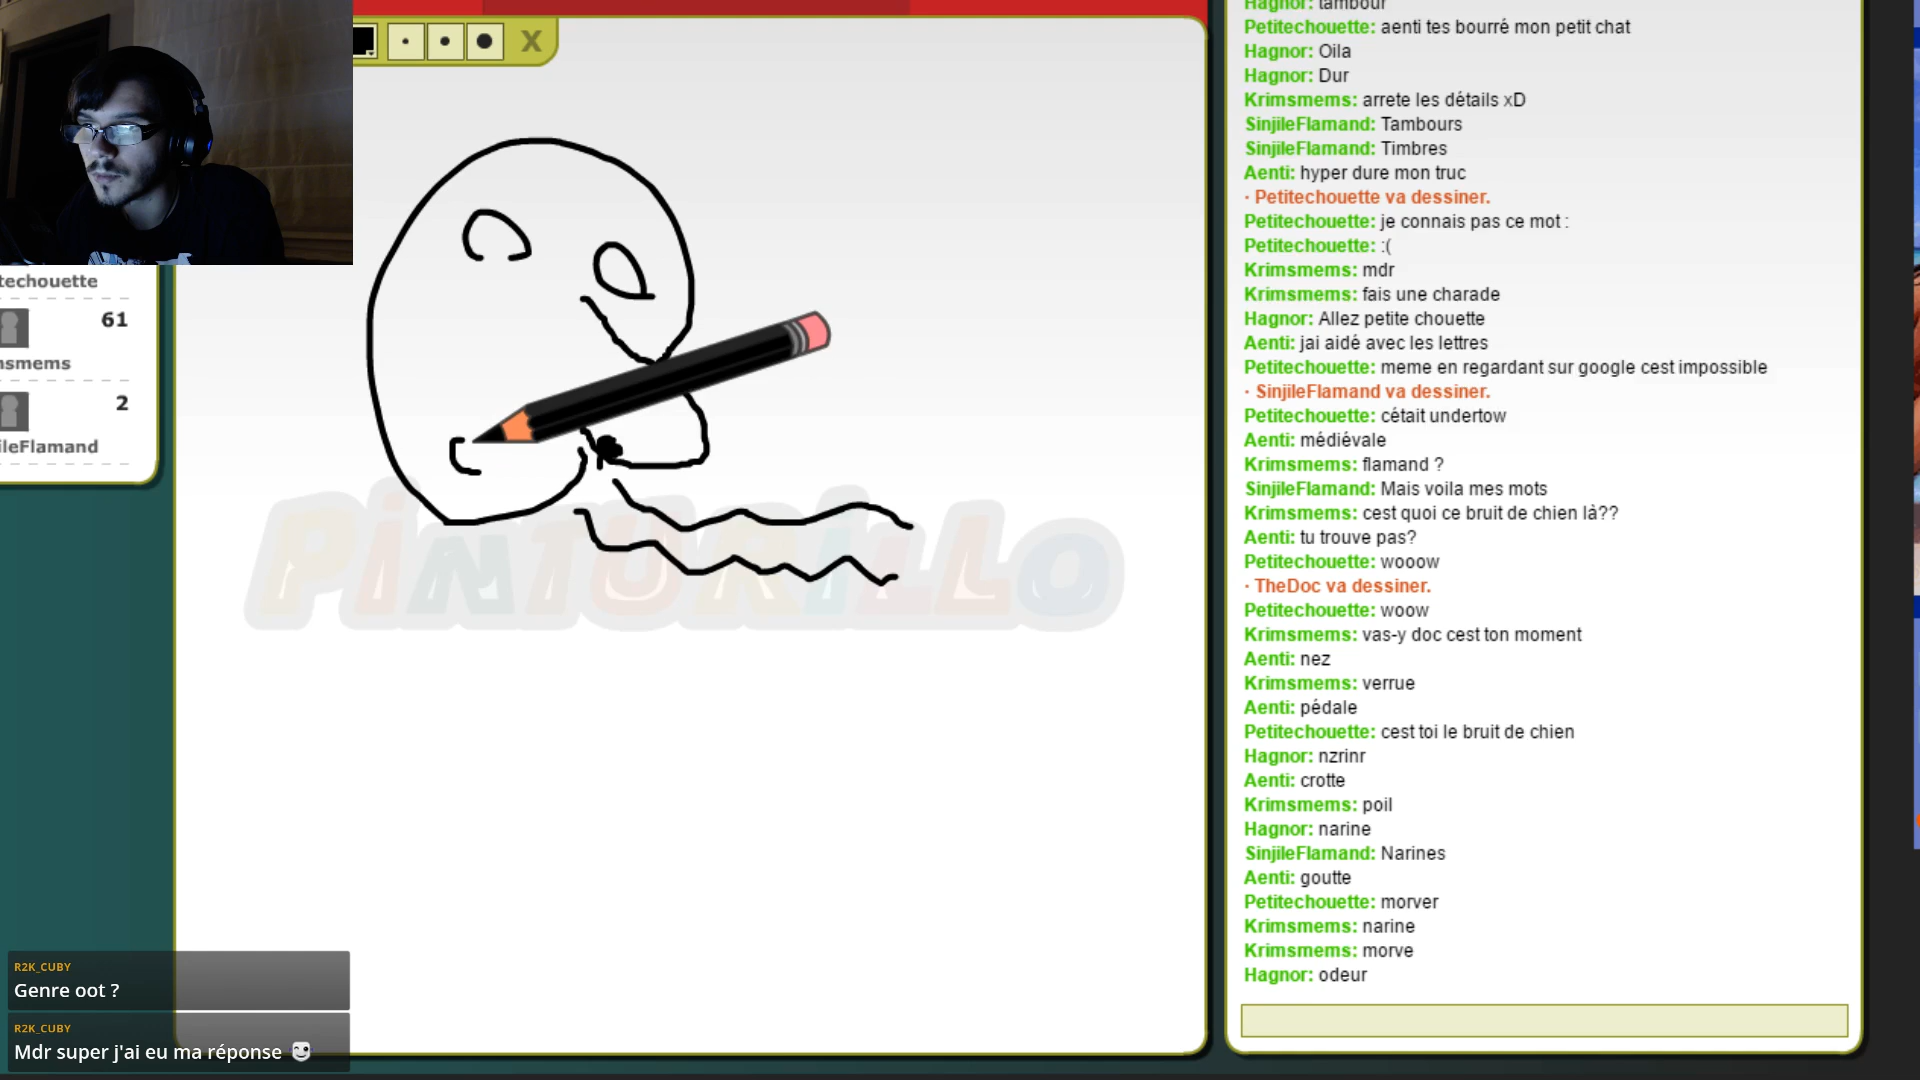 Hagnor: tambour
Petitechouette: aenti tes bourré mon petit chat
Hagnor: Oila
Hagnor: Dur
Krimsmems: arrete les détails xD
SinjileFlamand: Tambours
SinjileFlamand: Timbres
Aenti: hyper dure mon truc
· Petitechouette va dessiner.
Petitechouette: je connais pas ce mot :
Petitechouette: :(
Krimsmems: mdr
Krimsmems: fais une charade
Hagnor: Allez petite chouette
Aenti: jai aidé avec les lettres
Petitechouette: meme en regardant sur google cest impossible
· SinjileFlamand va dessiner.
Petitechouette: cétait undertow
Aenti: médiévale
Krimsmems: flamand ?
SinjileFlamand: Mais voila mes mots
Krimsmems: cest quoi ce bruit de chien là??
Aenti: tu trouve pas?
Petitechouette: wooow
· TheDoc va dessiner.
Petitechouette: woow
Krimsmems: vas-y doc cest ton moment
Aenti: nez
Krimsmems: verrue
Aenti: pédale
Petitechouette: cest toi le bruit de chien
Hagnor: nzrinr
Aenti: crotte
Krimsmems: poil
Hagnor: narine
SinjileFlamand: Narines
Aenti: goutte
Petitechouette: morver
Krimsmems: narine
Krimsmems: morve
Hagnor: odeur
X
techouette
61
msmems
2
ileFlamand
PINTURILLO
R2K_CUBY
Genre oot ?
R2K_CUBY
Mdr super j'ai eu ma réponse